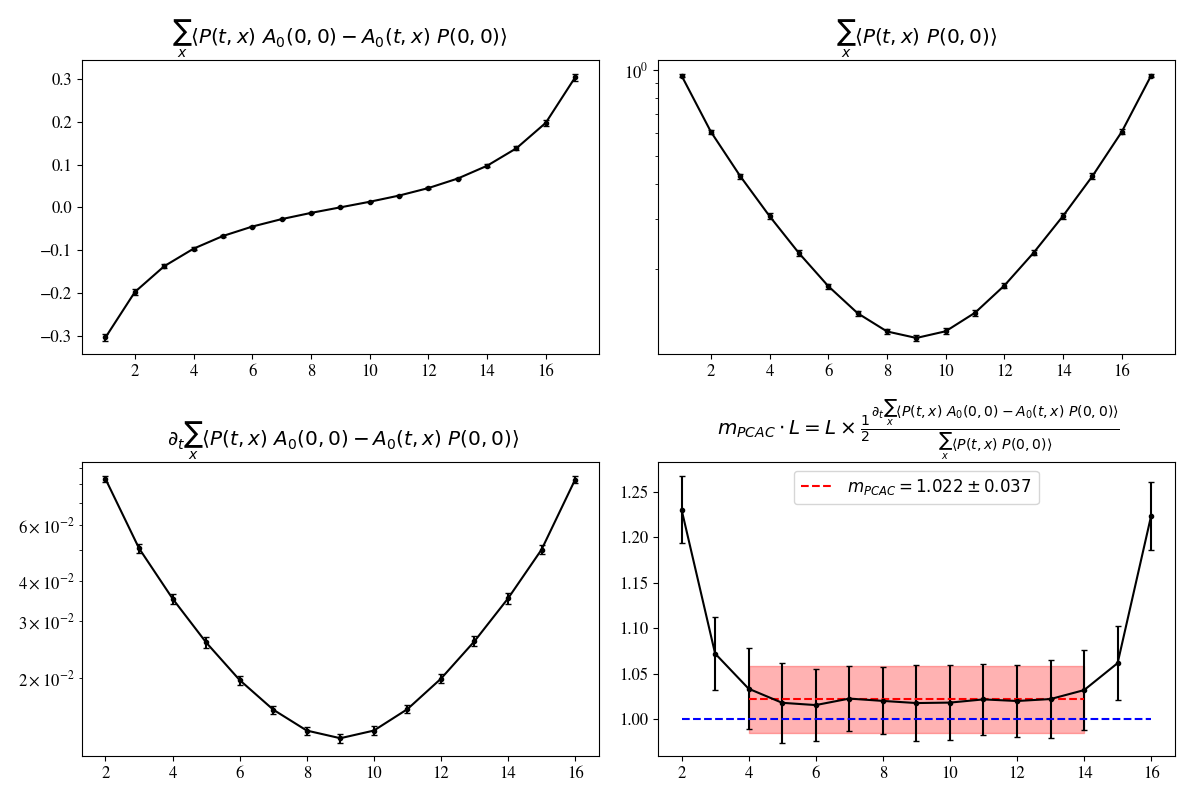 ∑ₓ⟨P(t, x) A₀(0, 0) − A₀(t, x) P(0, 0)⟩
0.3
0.2
0.1
0.0
−0.1
−0.2
−0.3
2 4 6 8 10 12 14 16
∑ₓ⟨P(t, x) P(0, 0)⟩
10⁰
2 4 6 8 10 12 14 16
∂ₜ∑ₓ⟨P(t, x) A₀(0, 0) − A₀(t, x) P(0, 0)⟩
6 × 10⁻²
4 × 10⁻²
3 × 10⁻²
2 × 10⁻²
2 4 6 8 10 12 14 16
m_PCAC · L = L × ½ ∂ₜ∑ₓ⟨P(t, x) A₀(0, 0) − A₀(t, x) P(0, 0)⟩ / ∑ₓ⟨P(t, x) P(0, 0)⟩
m_PCAC = 1.022 ± 0.037
1.25
1.20
1.15
1.10
1.05
1.00
2 4 6 8 10 12 14 16